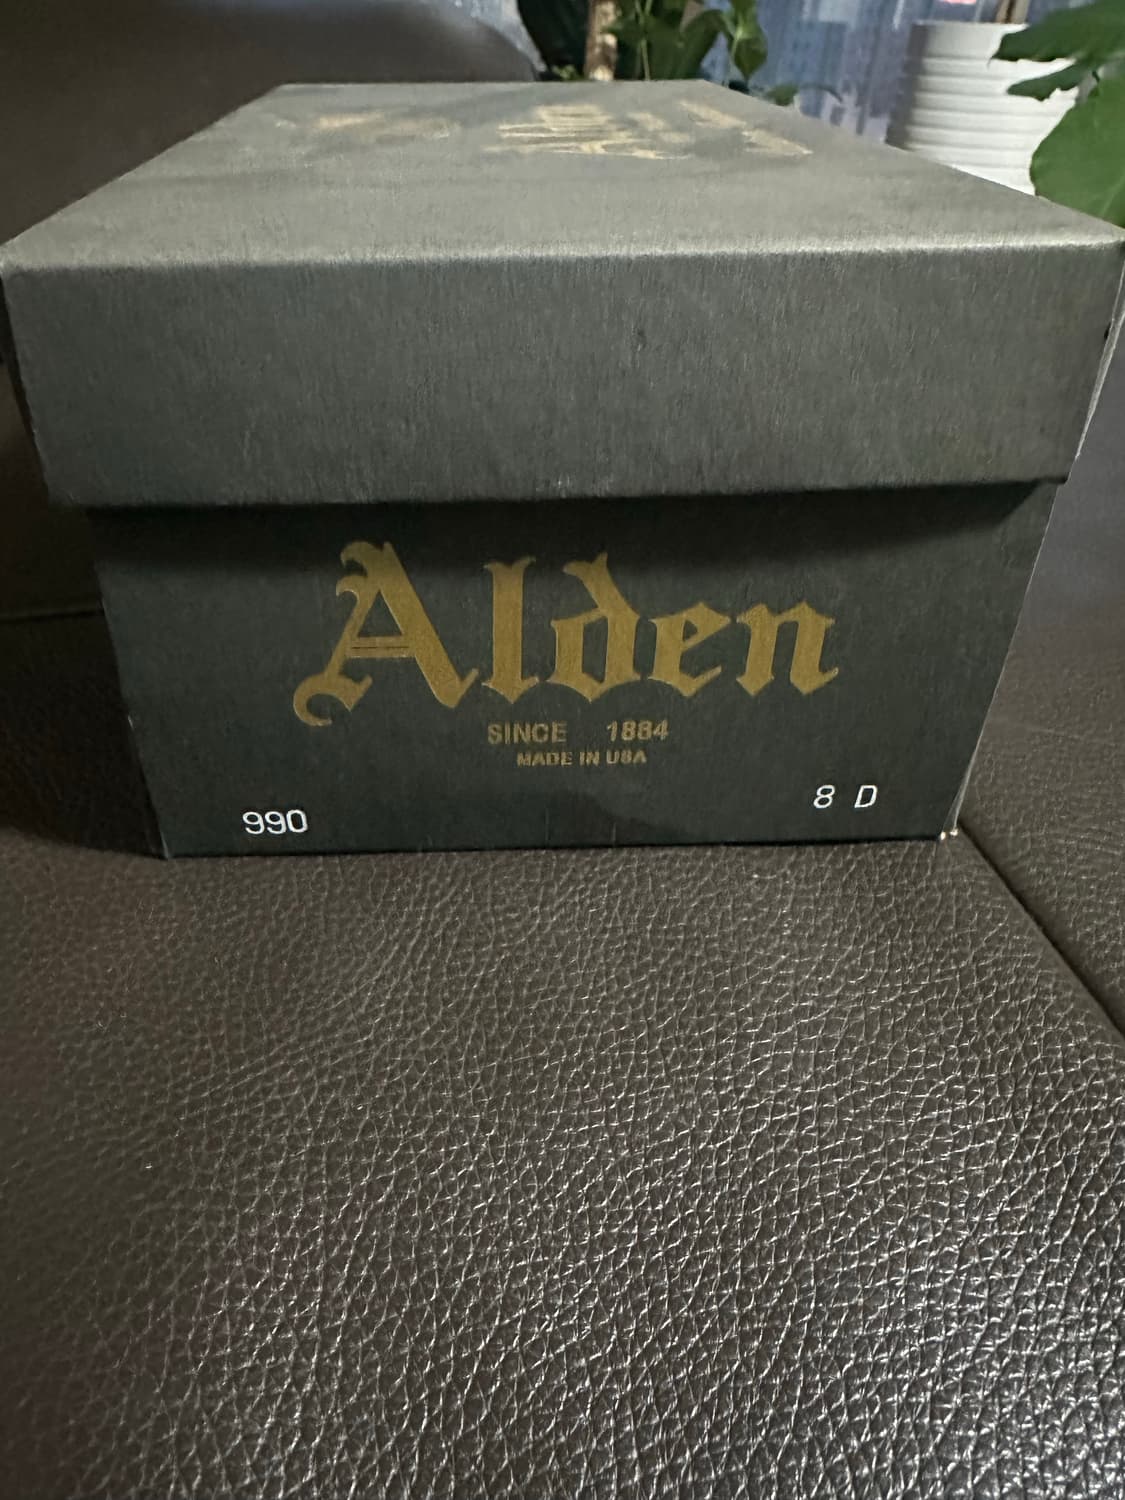 Alden
SINCE 1884
MADE IN USA
990 8 D